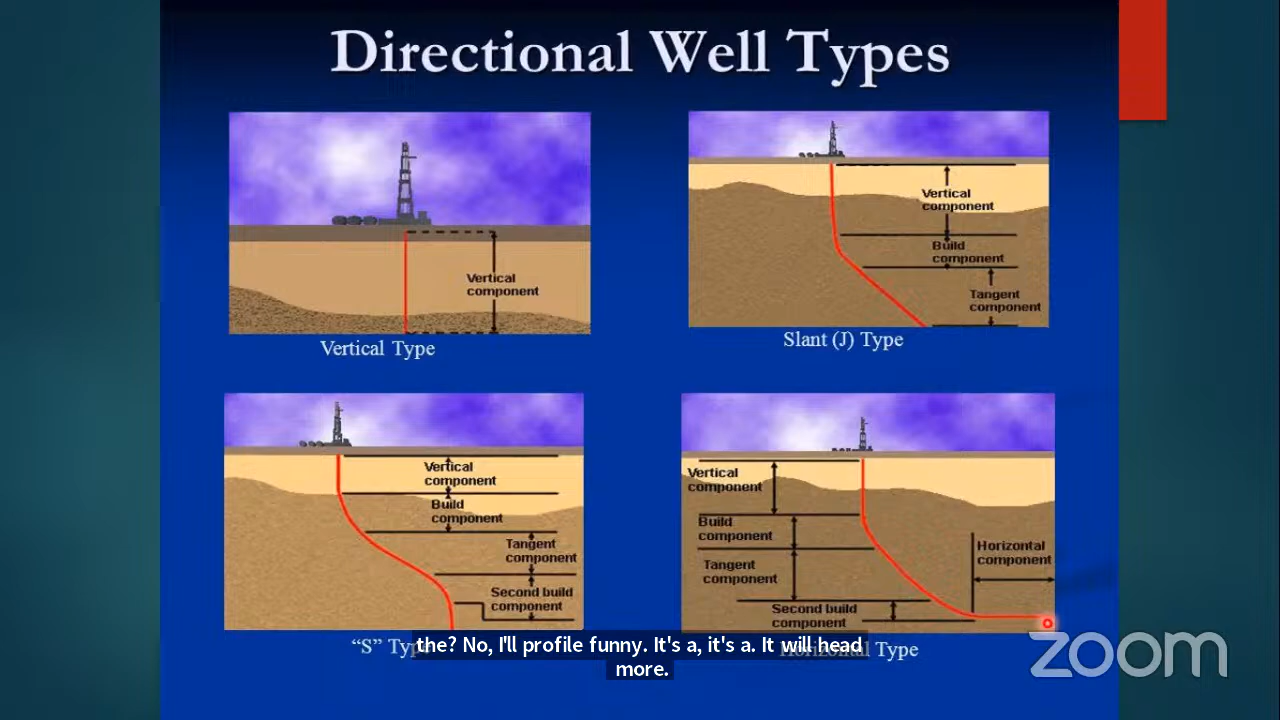 Directional Well Types
Vertical
component
Vertical Type
Vertical
component
Build
component
Tangent
component
Slant (J) Type
Vertical
component
Build
component
Tangent
component
Second build
component
“S” Typ
Vertical
component
Build
component
Tangent
component
Second build
component
Horizontal
component
Horizontal Type
the? No, I'll profile funny. It's a, it's a. It will head
more.
zoom